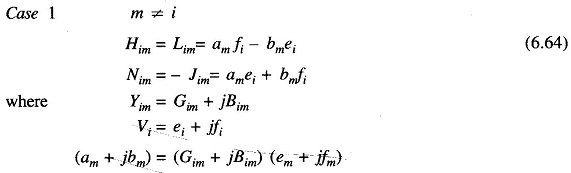 Case 1 m ≠ i
H_im = L_im = a_m f_i − b_m e_i (6.64)
N_im = − J_im = a_m e_i + b_m f_i
where Y_im = G_im + jB_im
V_i = e_i + jf_i
(a_m + jb_m) = (G_im + jB_im) (e_m + jf_m)